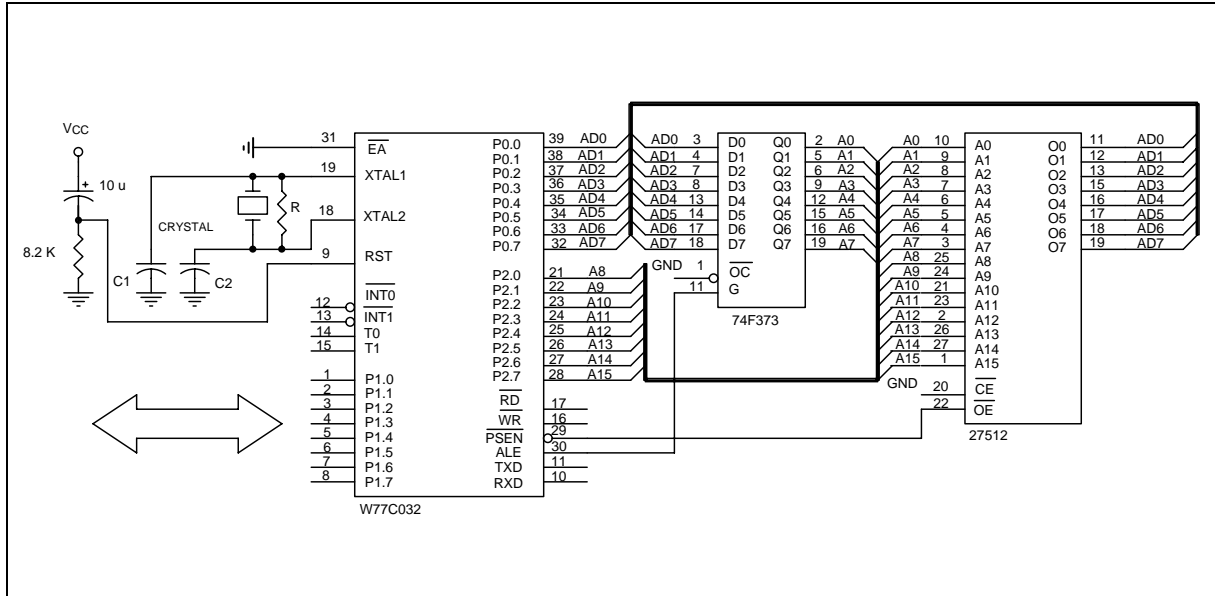 VCC
10 u
8.2 K
C1
C2
CRYSTAL
R
31 EA
19 XTAL1
18 XTAL2
9 RST
12 INT0
13 INT1
14 T0
15 T1
1 P1.0
2 P1.1
3 P1.2
4 P1.3
5 P1.4
6 P1.5
7 P1.6
8 P1.7
P0.0 39 AD0
P0.1 38 AD1
P0.2 37 AD2
P0.3 36 AD3
P0.4 35 AD4
P0.5 34 AD5
P0.6 33 AD6
P0.7 32 AD7
P2.0 21 A8
P2.1 22 A9
P2.2 23 A10
P2.3 24 A11
P2.4 25 A12
P2.5 26 A13
P2.6 27 A14
P2.7 28 A15
RD 17
WR 16
PSEN 29
ALE 30
TXD 11
RXD 10
W77C032
AD0 3 D0 Q0 2 A0
AD1 4 D1 Q1 5 A1
AD2 7 D2 Q2 6 A2
AD3 8 D3 Q3 9 A3
AD4 13 D4 Q4 12 A4
AD5 14 D5 Q5 15 A5
AD6 17 D6 Q6 16 A6
AD7 18 D7 Q7 19 A7
GND 1 OC
11 G
74F373
A0 10 A0
A1 9 A1
A2 8 A2
A3 7 A3
A4 6 A4
A5 5 A5
A6 4 A6
A7 3 A7
A8 25 A8
A9 24 A9
A10 21 A10
A11 23 A11
A12 2 A12
A13 26 A13
A14 27 A14
A15 1 A15
GND 20 CE
22 OE
O0 11 AD0
O1 12 AD1
O2 13 AD2
O3 15 AD3
O4 16 AD4
O5 17 AD5
O6 18 AD6
O7 19 AD7
27512